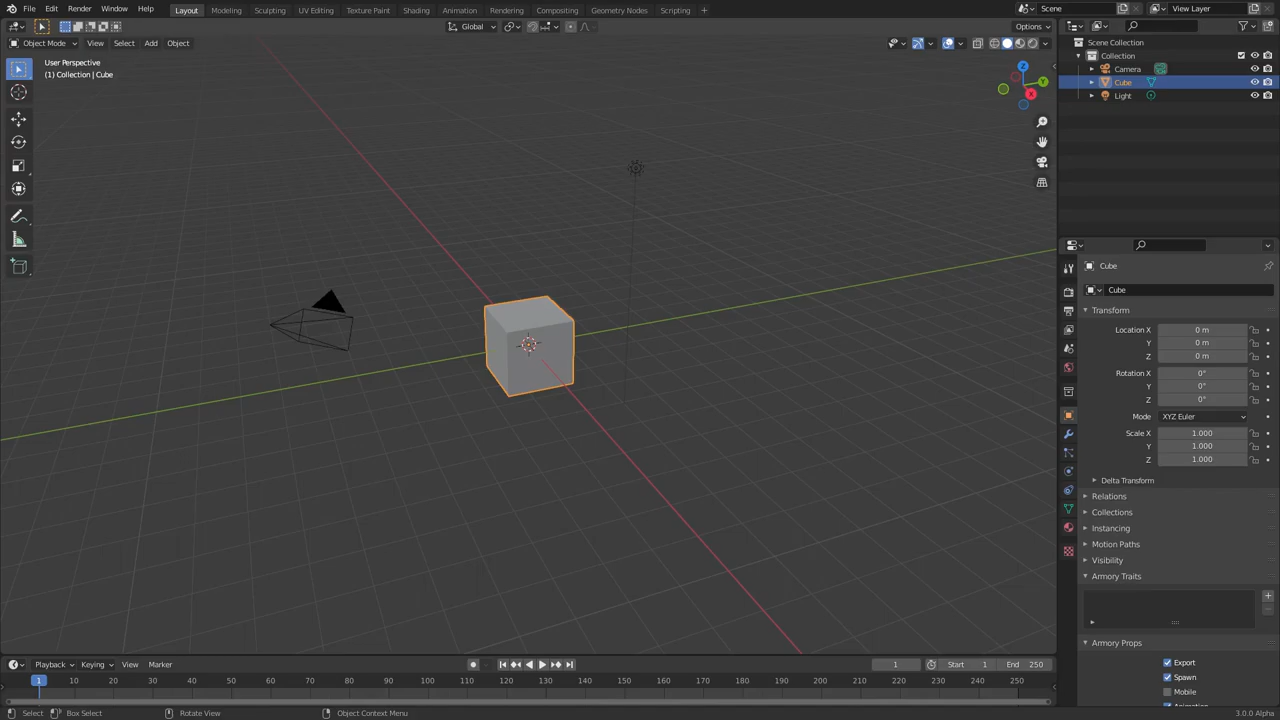 File Edit Render Window Help Layout Modeling Sculpting UV Editing Texture Paint Shading Animation Rendering Compositing Geometry Nodes Scripting + Scene View Layer
Global Options
Object Mode View Select Add Object
User Perspective
(1) Collection | Cube
Z
Y
X
Scene Collection
Collection
Camera
Cube
Light
Cube
Cube
Transform
Location X 0 m
Y 0 m
Z 0 m
Rotation X 0°
Y 0°
Z 0°
Mode XYZ Euler
Scale X 1.000
Y 1.000
Z 1.000
Delta Transform
Relations
Collections
Instancing
Motion Paths
Visibility
Armory Traits
Armory Props
Export
Spawn
Mobile
Animation
Playback Keying View Marker 1 Start 1 End 250
1 10 20 30 40 50 60 70 80 90 100 110 120 130 140 150 160 170 180 190 200 210 220 230 240 250
Select Box Select Rotate View Object Context Menu 3.0.0 Alpha